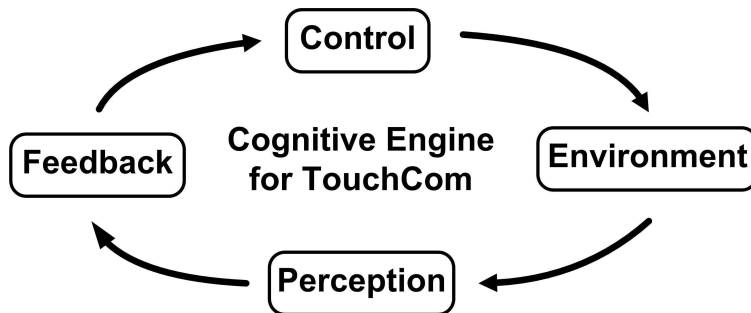 Control
Cognitive Engine
for TouchCom
Feedback
Environment
Perception